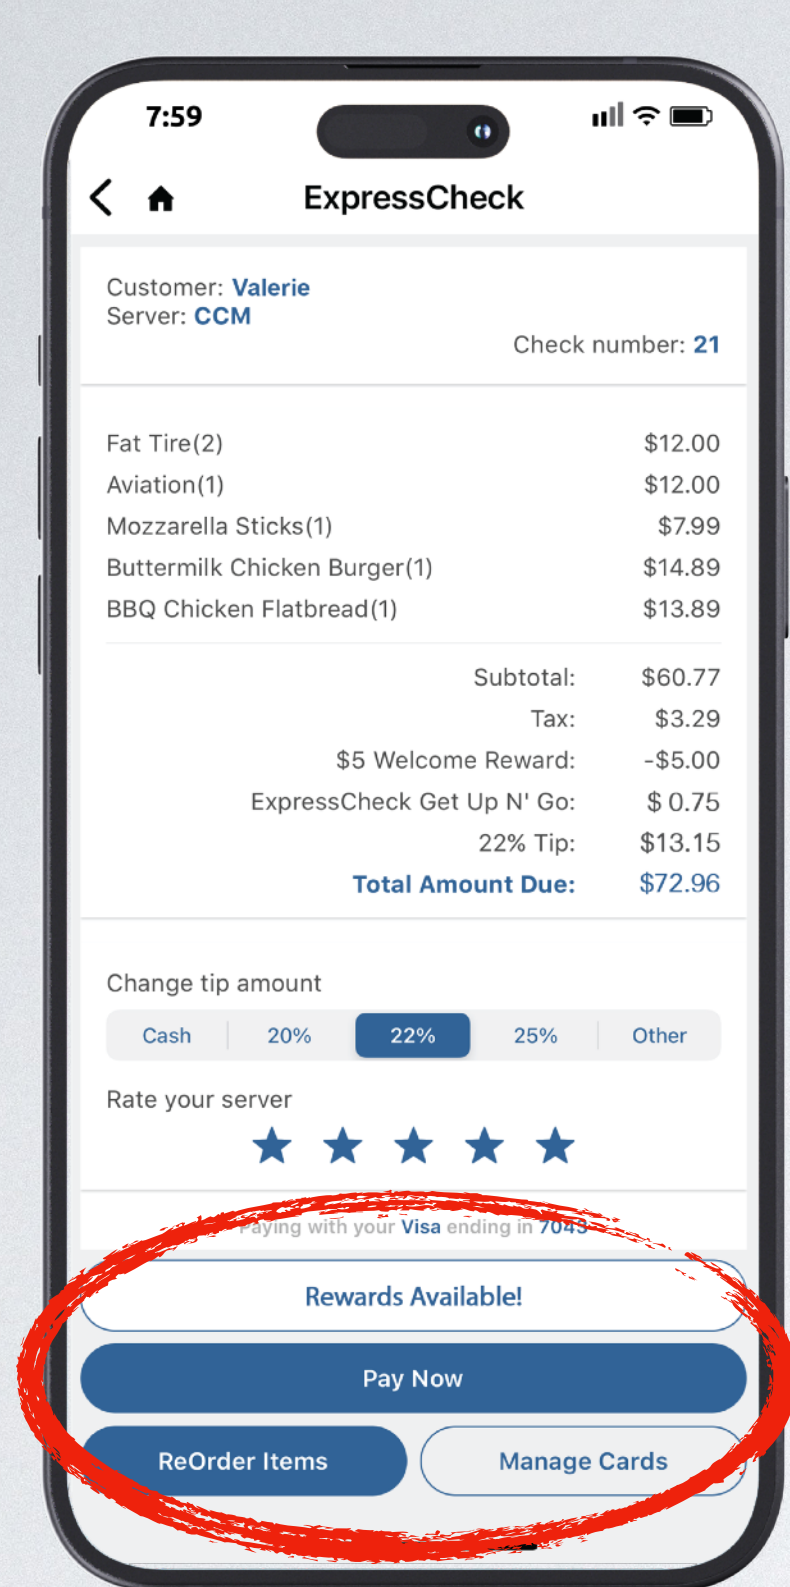 7:59
ExpressCheck
Customer: Valerie
Server: CCM
Check number: 21
Fat Tire(2) $12.00
Aviation(1) $12.00
Mozzarella Sticks(1) $7.99
Buttermilk Chicken Burger(1) $14.89
BBQ Chicken Flatbread(1) $13.89
Subtotal: $60.77
Tax: $3.29
$5 Welcome Reward: -$5.00
ExpressCheck Get Up N' Go: $ 0.75
22% Tip: $13.15
Total Amount Due: $72.96
Change tip amount
Cash 20% 22% 25% Other
Rate your server
Paying with your Visa ending in 7043
Rewards Available!
Pay Now
ReOrder Items Manage Cards